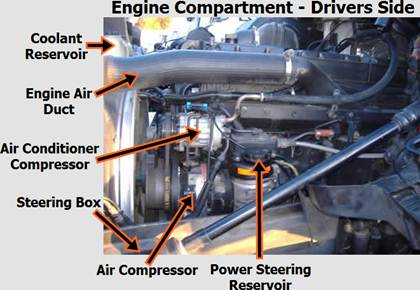 Engine Compartment - Drivers Side
Coolant
Reservoir
Engine Air
Duct
Air Conditioner
Compressor
Steering Box
Air Compressor
Power Steering
Reservoir